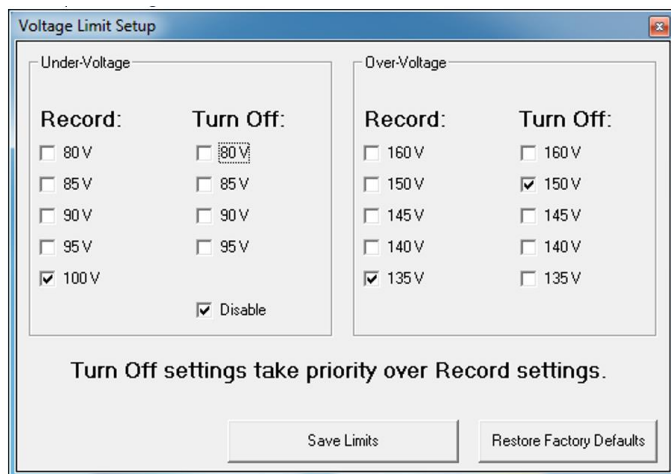 Voltage Limit Setup
Under-Voltage Over-Voltage
Record: Turn Off: Record: Turn Off:
80 V 80 V 160 V 160 V
85 V 85 V 150 V 150 V
90 V 90 V 145 V 145 V
95 V 95 V 140 V 140 V
100 V 135 V 135 V
Disable
Turn Off settings take priority over Record settings.
Save Limits Restore Factory Defaults